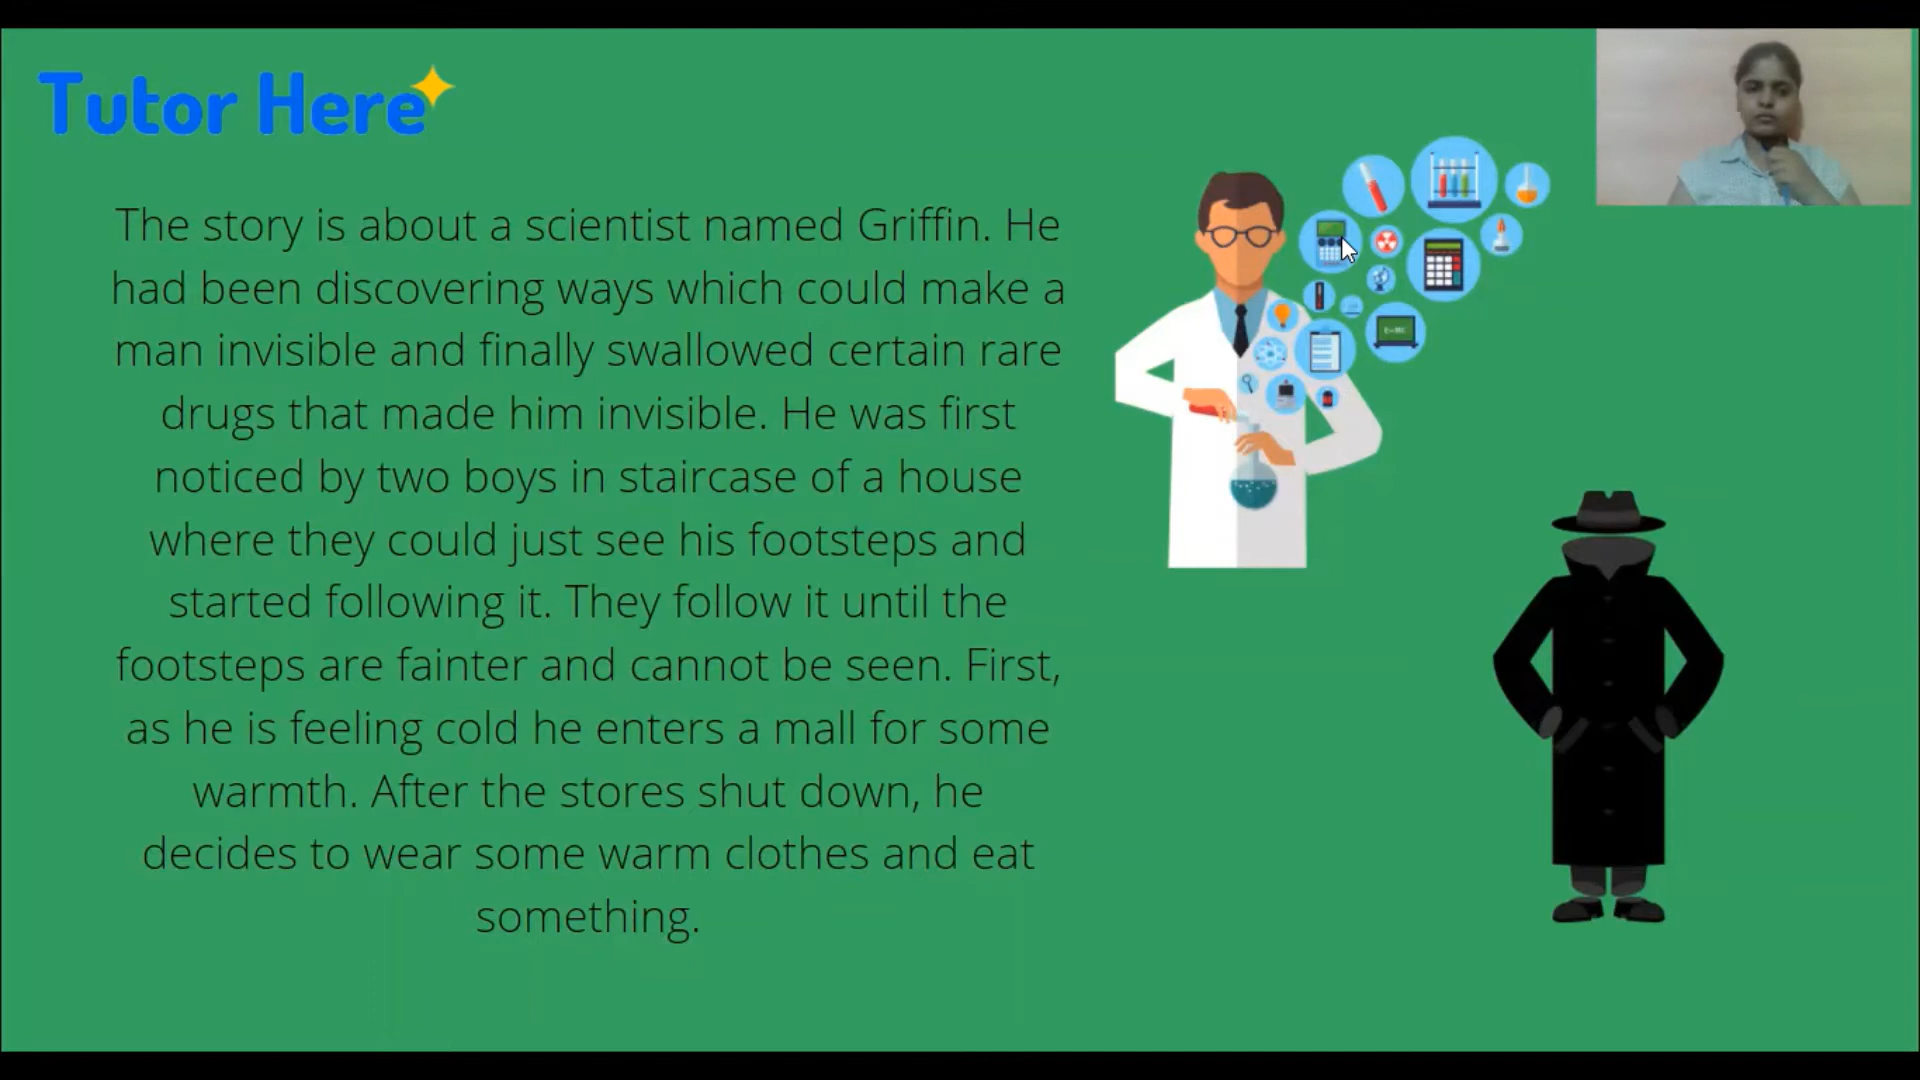 Tutor Here
The story is about a scientist named Griffin. He
had been discovering ways which could make a
man invisible and finally swallowed certain rare
drugs that made him invisible. He was first
noticed by two boys in staircase of a house
where they could just see his footsteps and
started following it. They follow it until the
footsteps are fainter and cannot be seen. First,
as he is feeling cold he enters a mall for some
warmth. After the stores shut down, he
decides to wear some warm clothes and eat
something.